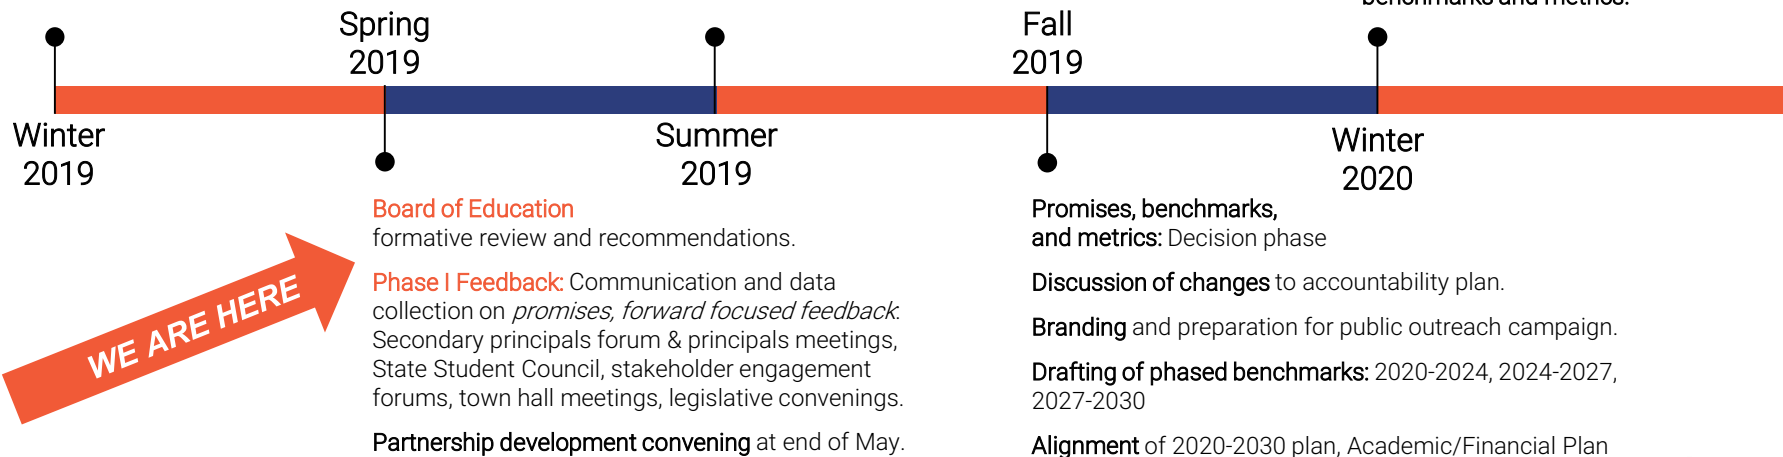 benchmarks and metrics.
Spring
2019
Fall
2019
Winter
2019
Summer
2019
Winter
2020
WE ARE HERE
Board of Education
formative review and recommendations.
Phase I Feedback: Communication and data
collection on promises, forward focused feedback:
Secondary principals forum & principals meetings,
State Student Council, stakeholder engagement
forums, town hall meetings, legislative convenings.
Partnership development convening at end of May.
Promises, benchmarks,
and metrics: Decision phase
Discussion of changes to accountability plan.
Branding and preparation for public outreach campaign.
Drafting of phased benchmarks: 2020-2024, 2024-2027,
2027-2030
Alignment of 2020-2030 plan, Academic/Financial Plan